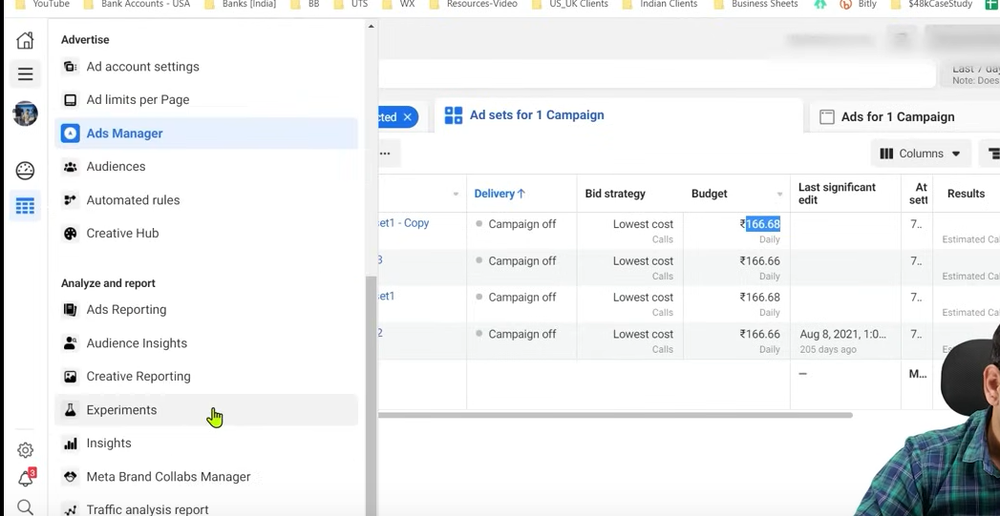 YouTube Bank Accounts - USA Banks [India] BB UTS WX Resources-Video US_UK Clients Indian Clients Business Sheets Bitly $48kCaseStudy
Advertise
Ad account settings
Ad limits per Page
Ads Manager
Audiences
Automated rules
Creative Hub
Analyze and report
Ads Reporting
Audience Insights
Creative Reporting
Experiments
Insights
Meta Brand Collabs Manager
Traffic analysis report
3
Last 7 day
Note: Does
cted ×
Ad sets for 1 Campaign
Ads for 1 Campaign
...
Columns
Delivery ↑ Bid strategy Budget Last significant edit At sett Results
et1 - Copy Campaign off Lowest cost Calls ₹166.68 Daily 7.. Estimated Cal
3 Campaign off Lowest cost Calls ₹166.66 Daily 7.. Estimated Cal
et1 Campaign off Lowest cost Calls ₹166.68 Daily 7.. Estimated Cal
2 Campaign off Lowest cost Calls ₹166.66 Daily Aug 8, 2021, 1:0... 205 days ago 7.. Es
— M...